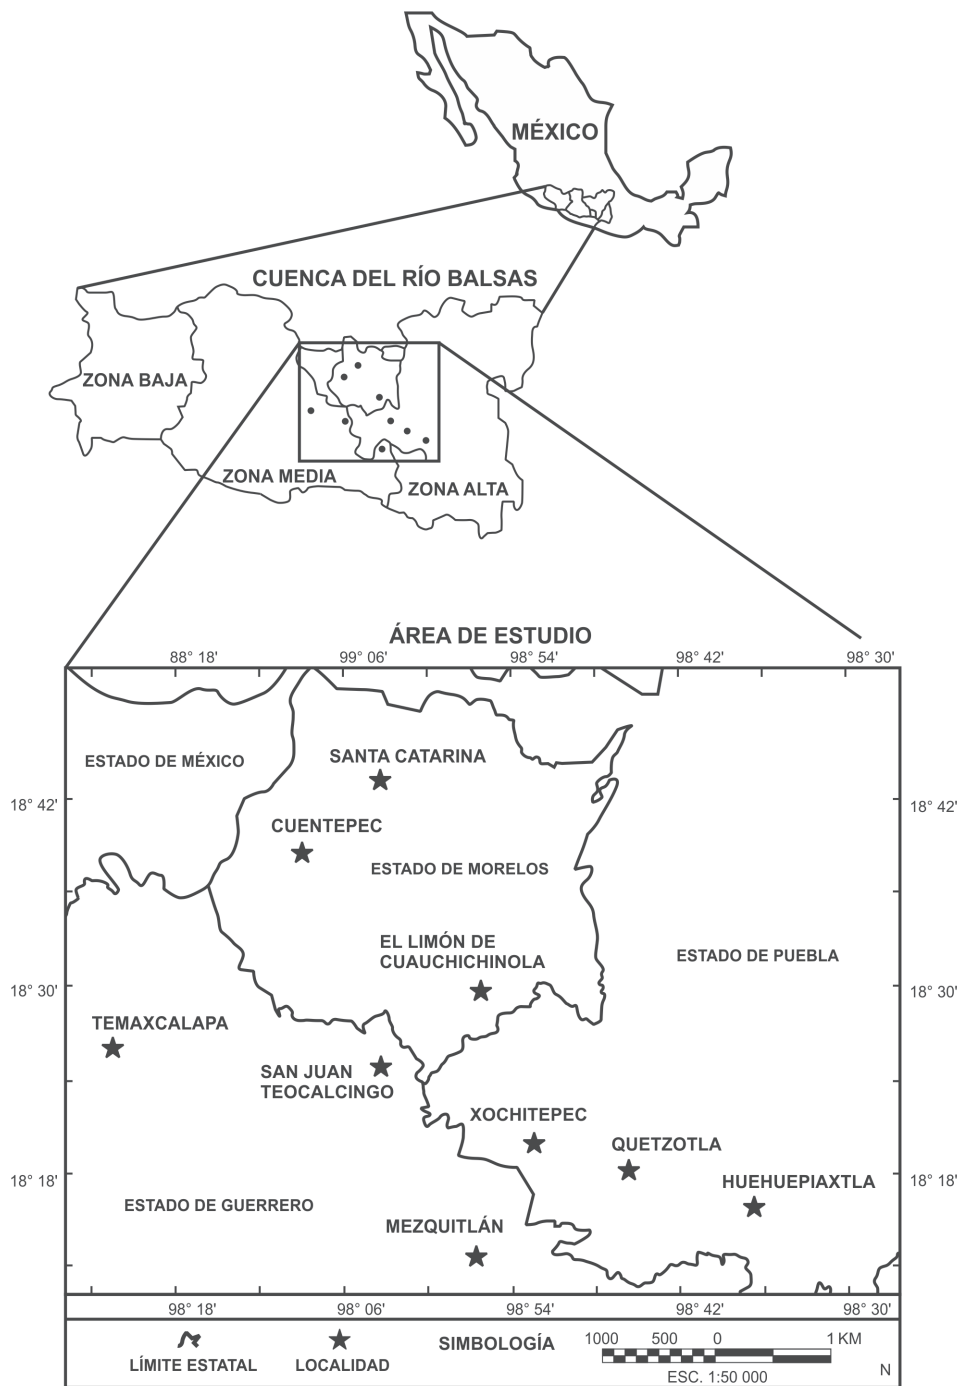 MÉXICO
CUENCA DEL RÍO BALSAS
ZONA BAJA
ZONA MEDIA
ZONA ALTA
ÁREA DE ESTUDIO
88° 18'
99° 06'
98° 54'
98° 42'
98° 30'
ESTADO DE MÉXICO
SANTA CATARINA
18° 42'
18° 42'
CUENTEPEC
ESTADO DE MORELOS
EL LIMÓN DE
CUAUCHICHINOLA
ESTADO DE PUEBLA
18° 30'
18° 30'
TEMAXCALAPA
SAN JUAN
TEOCALCINGO
XOCHITEPEC
QUETZOTLA
HUEHUEPIAXTLA
18° 18'
18° 18'
ESTADO DE GUERRERO
MEZQUITLÁN
98° 18'
98° 06'
98° 54'
98° 42'
98° 30'
LÍMITE ESTATAL
LOCALIDAD
SIMBOLOGÍA
1000 500 0 1 KM
ESC. 1:50 000
N